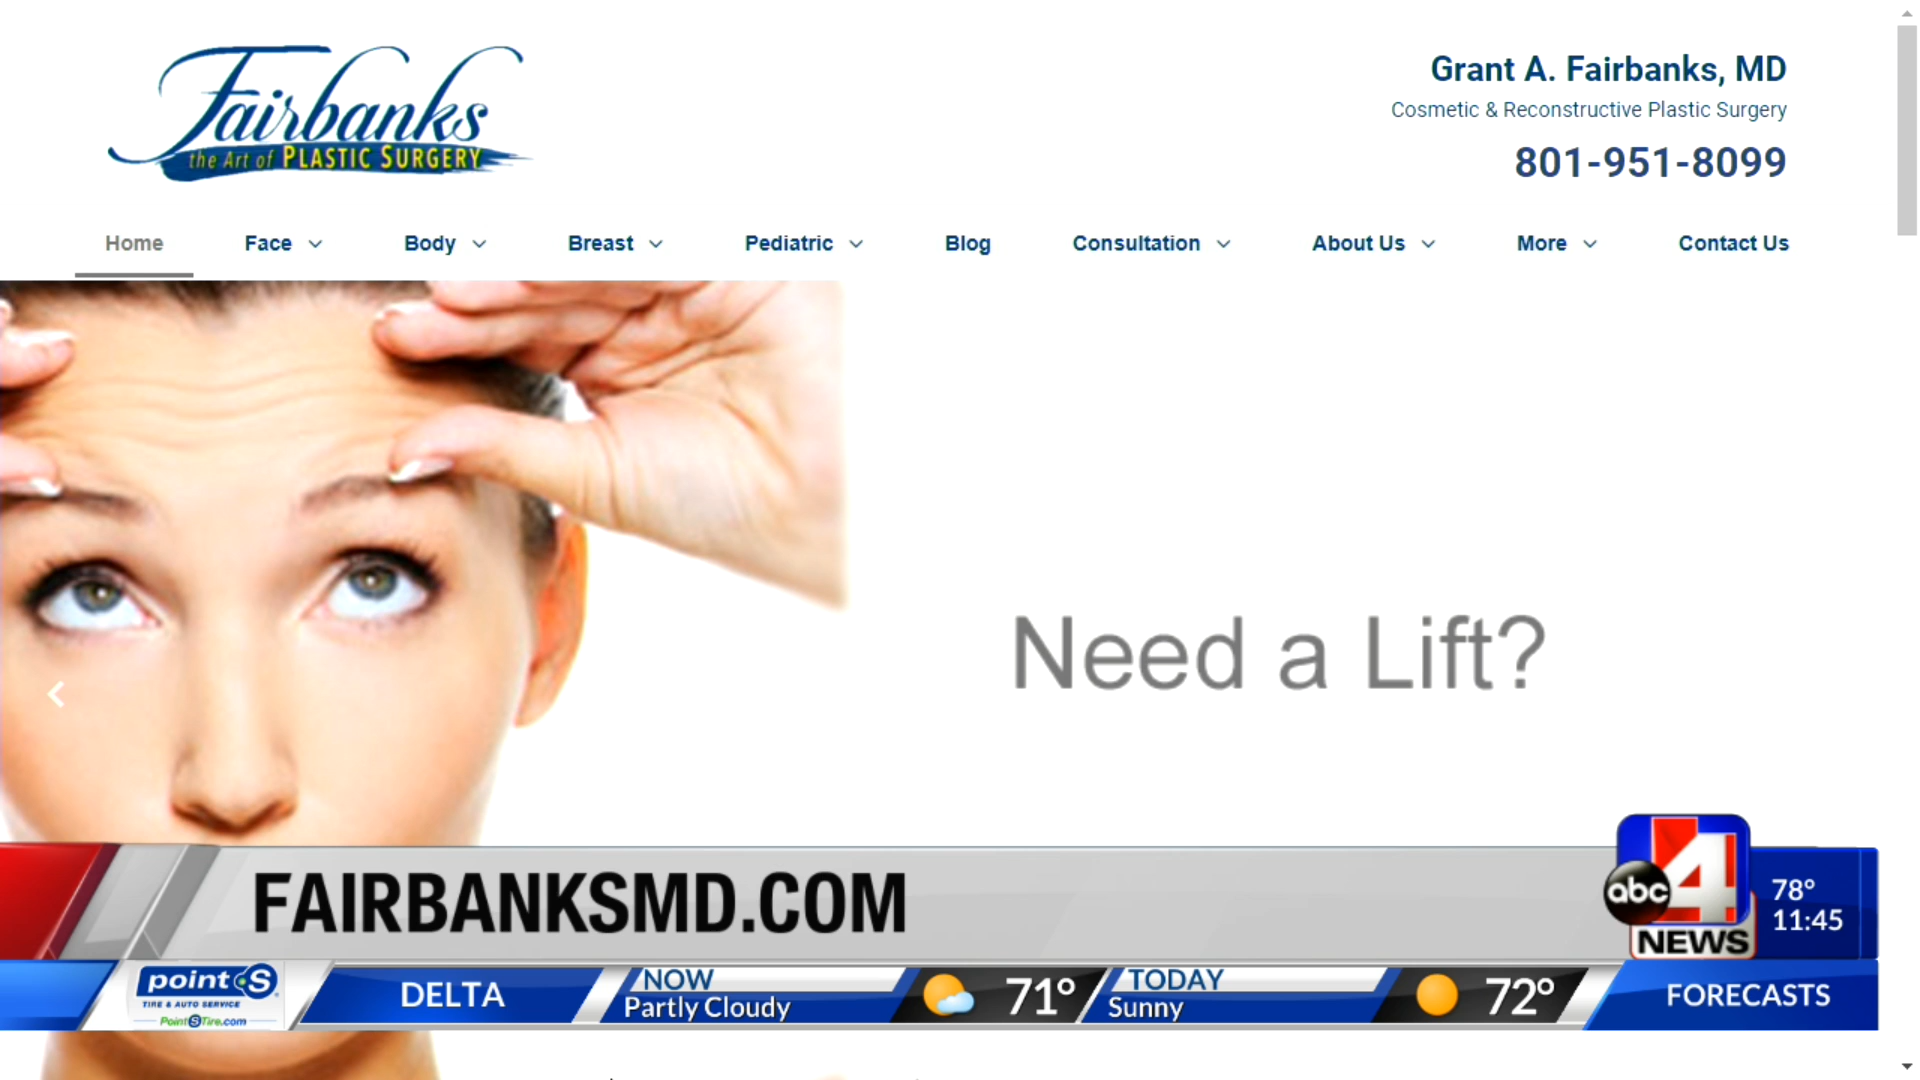 Fairbanks
the Art of PLASTIC SURGERY
Grant A. Fairbanks, MD
Cosmetic & Reconstructive Plastic Surgery
801-951-8099
Home Face Body Breast Pediatric Blog Consultation About Us More Contact Us
Need a Lift?
FAIRBANKSMD.COM
abc 4
NEWS
78°
11:45
point S
TIRE & AUTO SERVICE
PointSTire.com
DELTA
NOW
Partly Cloudy
71°
TODAY
Sunny
72°
FORECASTS